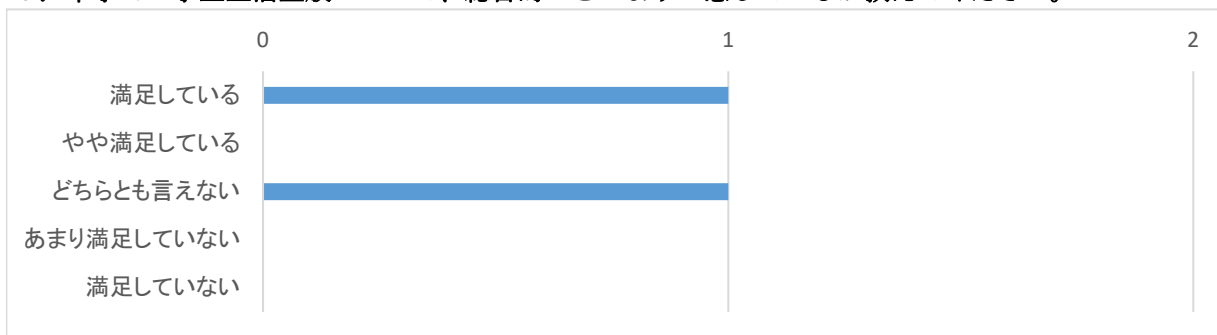 0 1 2
満足している
やや満足している
どちらとも言えない
あまり満足していない
満足していない